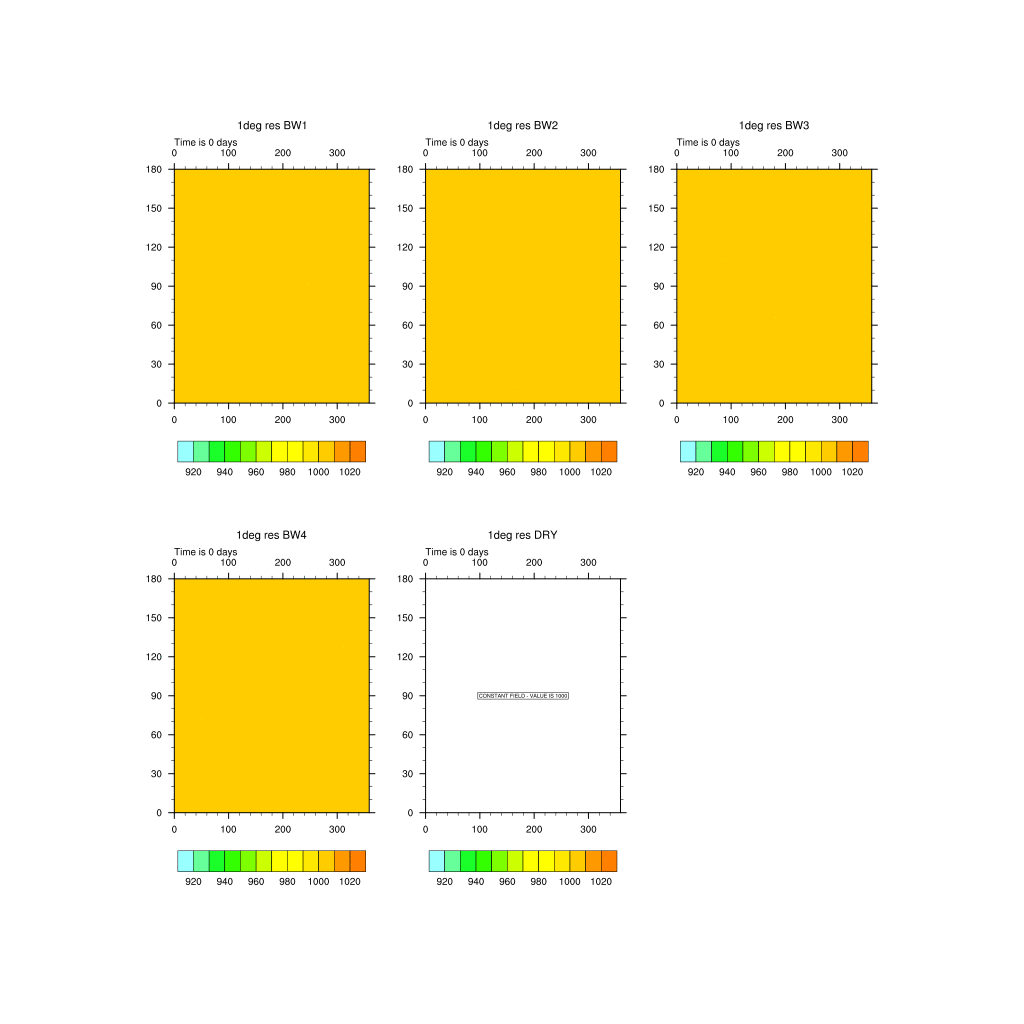 1deg res BW1 1deg res BW2 1deg res BW3
Time is 0 days Time is 0 days Time is 0 days
0 100 200 300 0 100 200 300 0 100 200 300
180 180 180
150 150 150
120 120 120
90 90 90
60 60 60
30 30 30
0 0 0
0 100 200 300 0 100 200 300 0 100 200 300
920 940 960 980 1000 1020 920 940 960 980 1000 1020 920 940 960 980 1000 1020
1deg res BW4 1deg res DRY
Time is 0 days Time is 0 days
0 100 200 300 0 100 200 300
180 180
150 150
120 120
90 90 CONSTANT FIELD - VALUE IS 1000
60 60
30 30
0 0
0 100 200 300 0 100 200 300
920 940 960 980 1000 1020 920 940 960 980 1000 1020